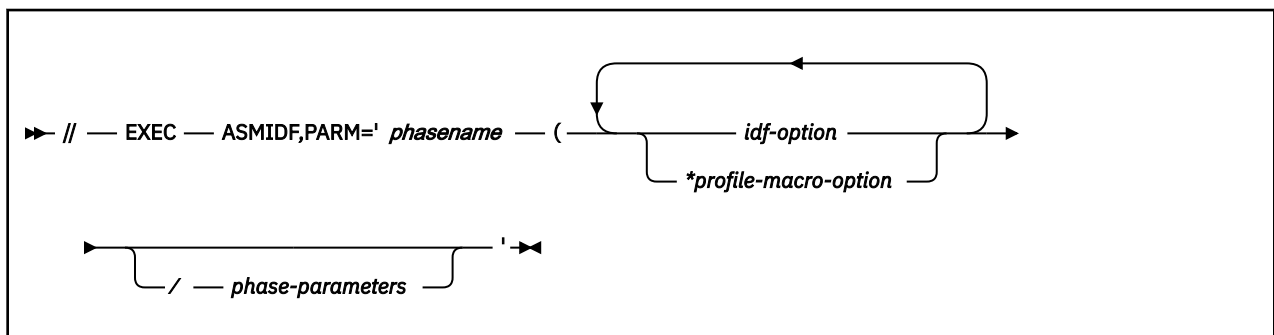 // EXEC ASMIDF,PARM=' phasename ( idf-option
*profile-macro-option
/ phase-parameters '